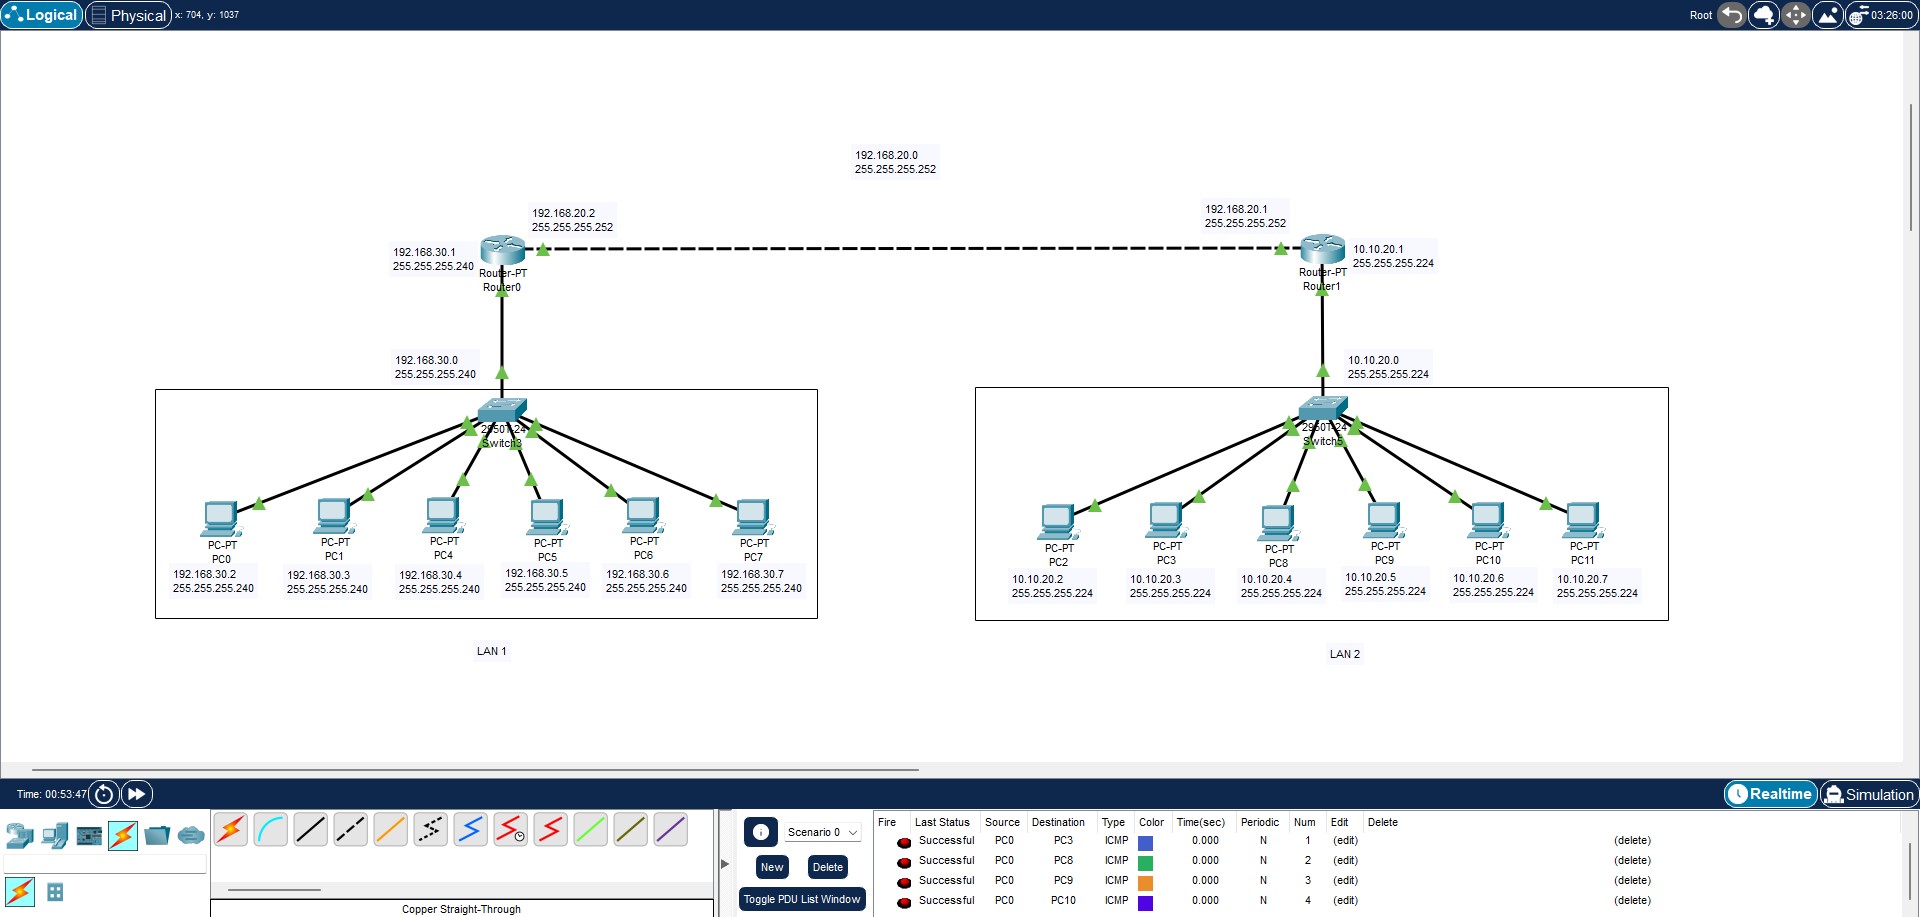 Logical
Physical
x: 704, y: 1037
Root
03:26:00
192.168.20.0
255.255.255.252
192.168.20.2
255.255.255.252
192.168.20.1
255.255.255.252
192.168.30.1
255.255.255.240
Router-PT
Router0
Router-PT
Router1
10.10.20.1
255.255.255.224
192.168.30.0
255.255.255.240
10.10.20.0
255.255.255.224
2950T-24
Switch3
2950T-24
Switch5
PC-PT
PC0
PC-PT
PC1
PC-PT
PC4
PC-PT
PC5
PC-PT
PC6
PC-PT
PC7
192.168.30.2
255.255.255.240
192.168.30.3
255.255.255.240
192.168.30.4
255.255.255.240
192.168.30.5
255.255.255.240
192.168.30.6
255.255.255.240
192.168.30.7
255.255.255.240
PC-PT
PC2
PC-PT
PC3
PC-PT
PC8
PC-PT
PC9
PC-PT
PC10
PC-PT
PC11
10.10.20.2
255.255.255.224
10.10.20.3
255.255.255.224
10.10.20.4
255.255.255.224
10.10.20.5
255.255.255.224
10.10.20.6
255.255.255.224
10.10.20.7
255.255.255.224
LAN 1
LAN 2
Time: 00:53:47
Realtime
Simulation
Copper Straight-Through
Scenario 0
New
Delete
Toggle PDU List Window
Fire Last Status Source Destination Type Color Time(sec) Periodic Num Edit Delete
Successful PC0 PC3 ICMP 0.000 N 1 (edit) (delete)
Successful PC0 PC8 ICMP 0.000 N 2 (edit) (delete)
Successful PC0 PC9 ICMP 0.000 N 3 (edit) (delete)
Successful PC0 PC10 ICMP 0.000 N 4 (edit) (delete)